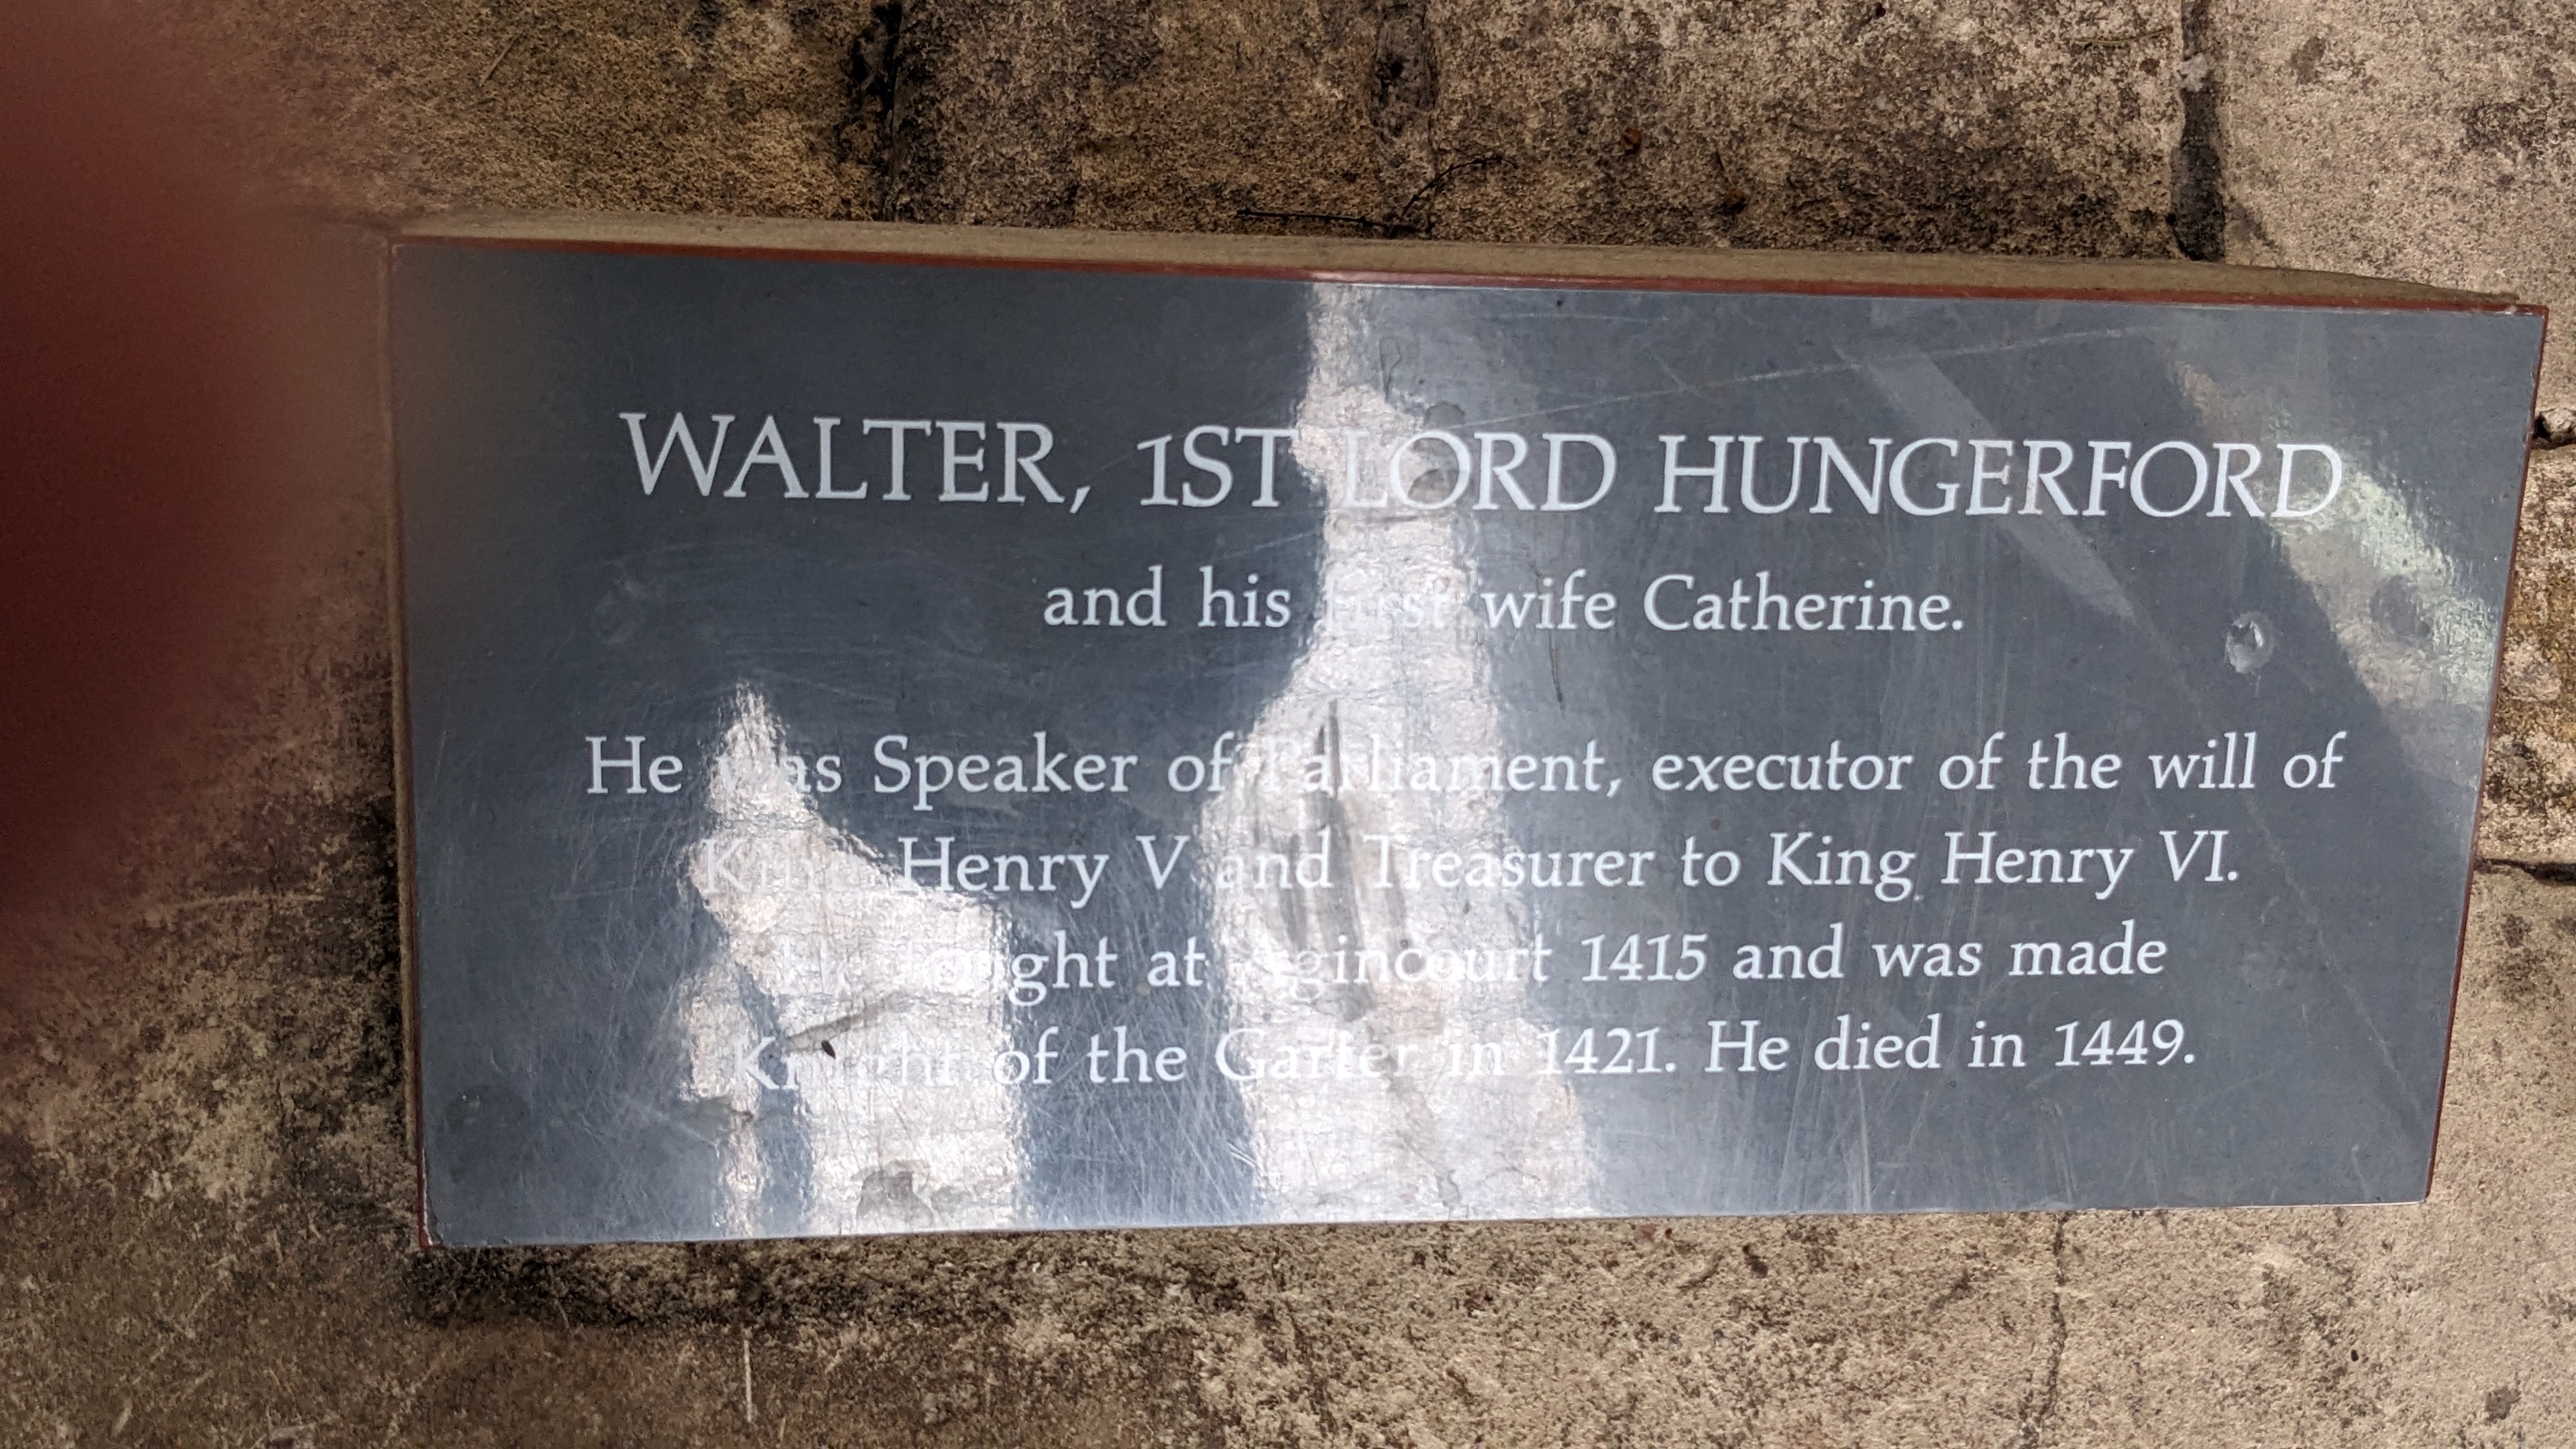 WALTER, 1ST LORD HUNGERFORD
and his first wife Catherine.
He was Speaker of Parliament, executor of the will of
King Henry V and Treasurer to King Henry VI.
He fought at Agincourt 1415 and was made
Knight of the Garter in 1421. He died in 1449.